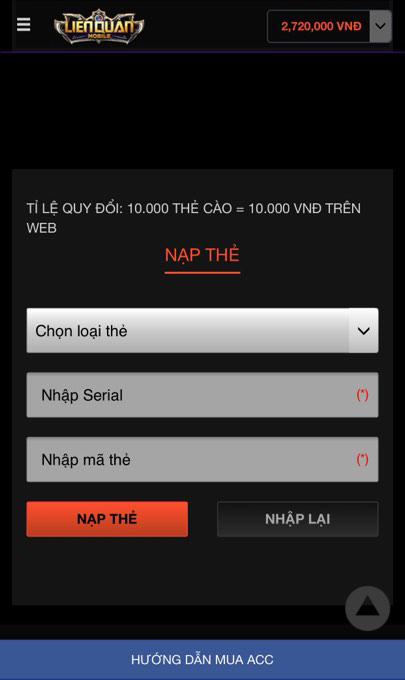 LIÊN QUÂN
MOBILE
2,720,000 VNĐ
TỈ LỆ QUY ĐỔI: 10.000 THẺ CÀO = 10.000 VNĐ TRÊN
WEB
NẠP THẺ
Chọn loại thẻ
Nhập Serial (*)
Nhập mã thẻ (*)
NẠP THẺ NHẬP LẠI
HƯỚNG DẪN MUA ACC